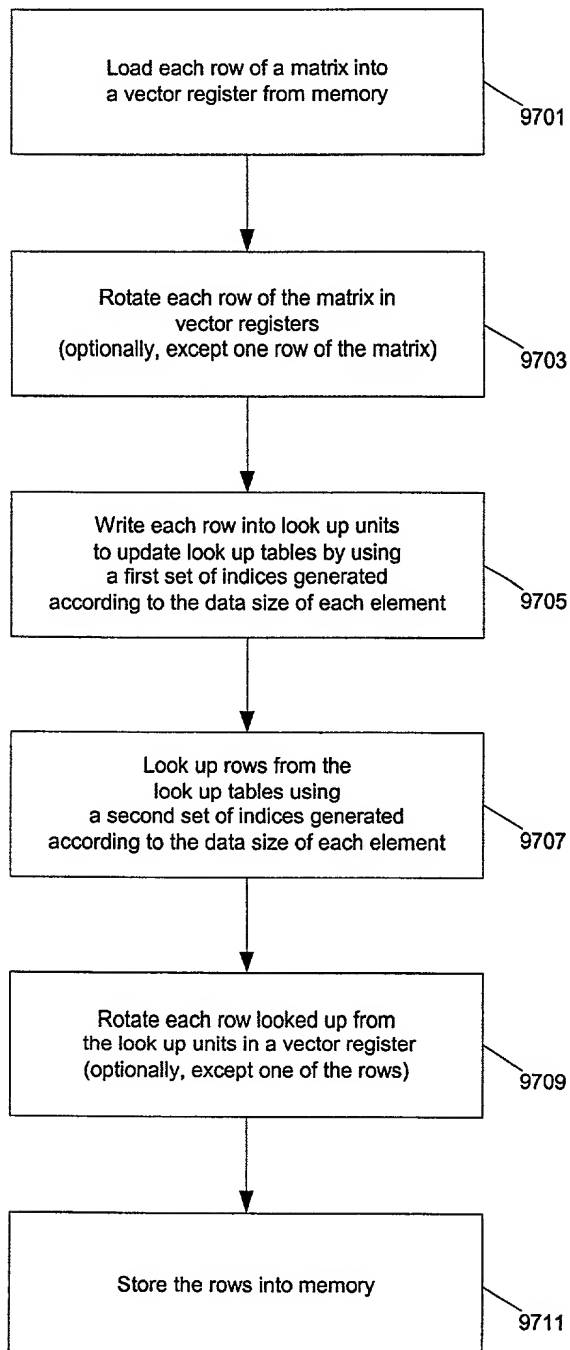 Load each row of a matrix into
a vector register from memory
9701
Rotate each row of the matrix in
vector registers
(optionally, except one row of the matrix)
9703
Write each row into look up units
to update look up tables by using
a first set of indices generated
according to the data size of each element
9705
Look up rows from the
look up tables using
a second set of indices generated
according to the data size of each element
9707
Rotate each row looked up from
the look up units in a vector register
(optionally, except one of the rows)
9709
Store the rows into memory
9711